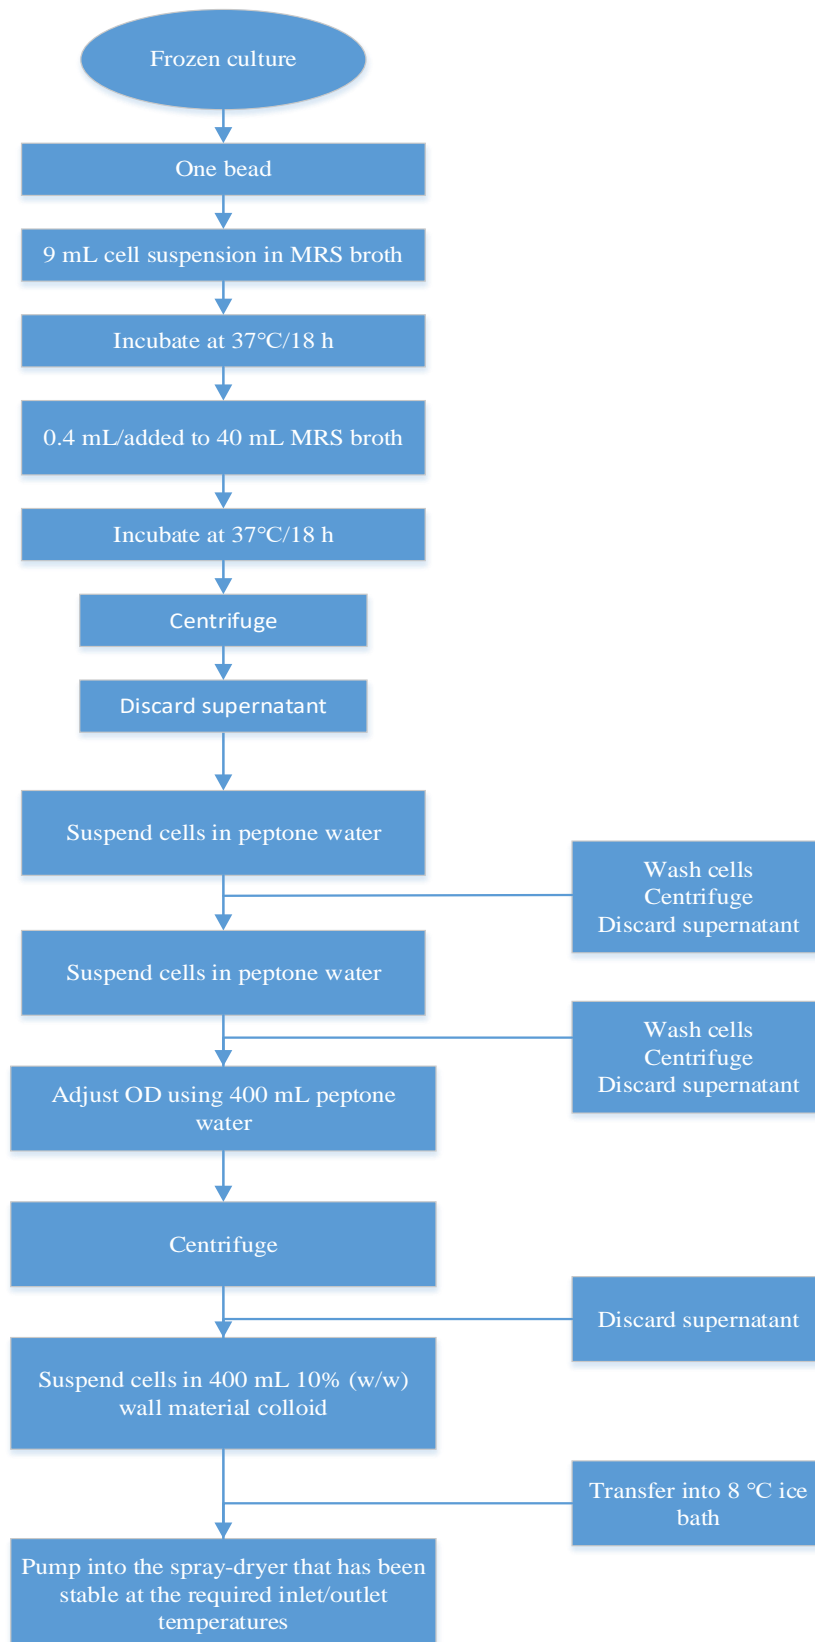 Frozen culture
One bead
9 mL cell suspension in MRS broth
Incubate at 37°C/18 h
0.4 mL/added to 40 mL MRS broth
Incubate at 37°C/18 h
Centrifuge
Discard supernatant
Suspend cells in peptone water
Wash cells
Centrifuge
Discard supernatant
Suspend cells in peptone water
Wash cells
Centrifuge
Discard supernatant
Adjust OD using 400 mL peptone
water
Centrifuge
Discard supernatant
Suspend cells in 400 mL 10% (w/w)
wall material colloid
Transfer into 8 °C ice
bath
Pump into the spray-dryer that has been
stable at the required inlet/outlet
temperatures